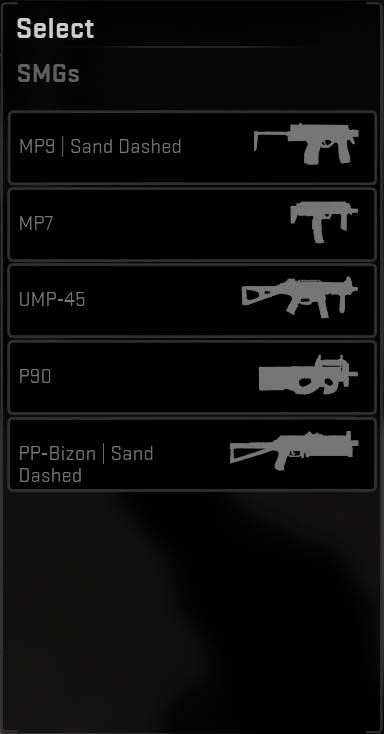 Select
SMGs
MP9 | Sand Dashed
MP7
UMP-45
P90
PP-Bizon | Sand
Dashed